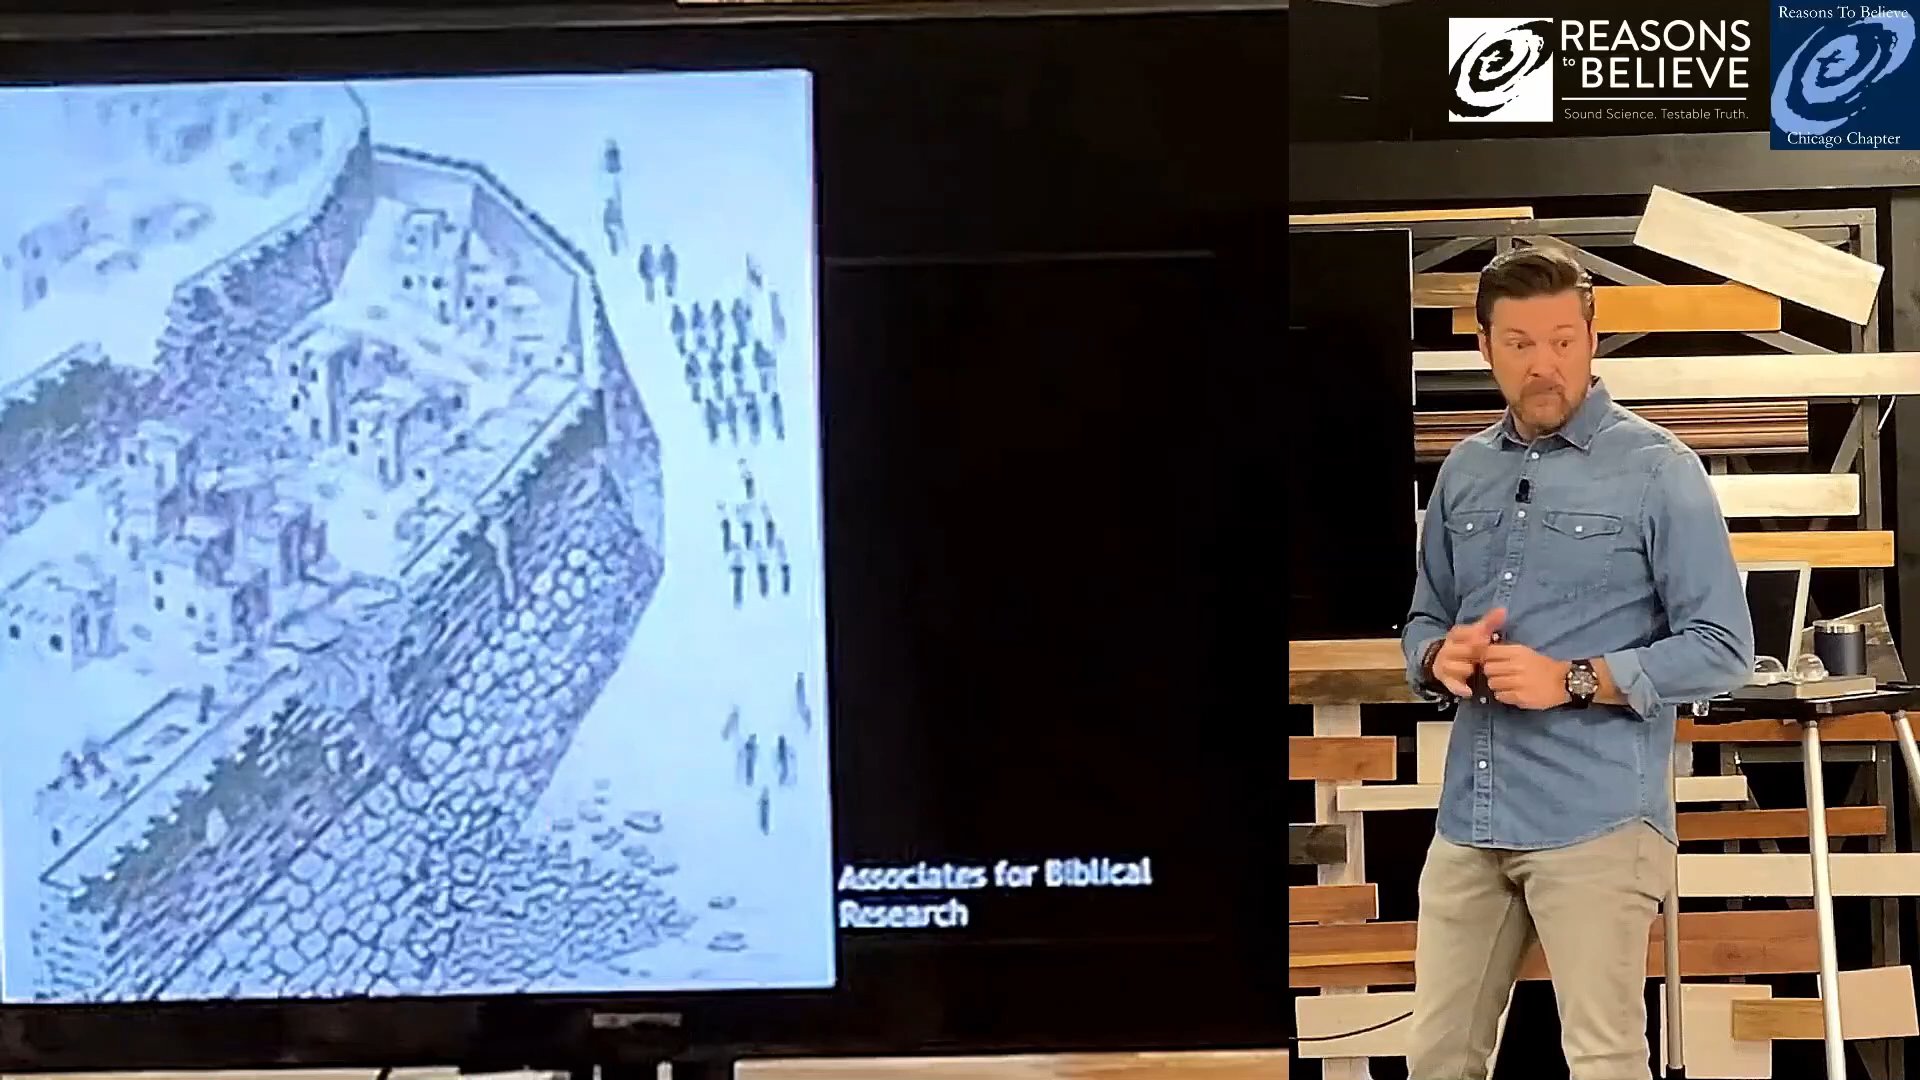 Associates for Biblical
Research
REASONS
to BELIEVE
Sound Science. Testable Truth.
Reasons To Believe
Chicago Chapter